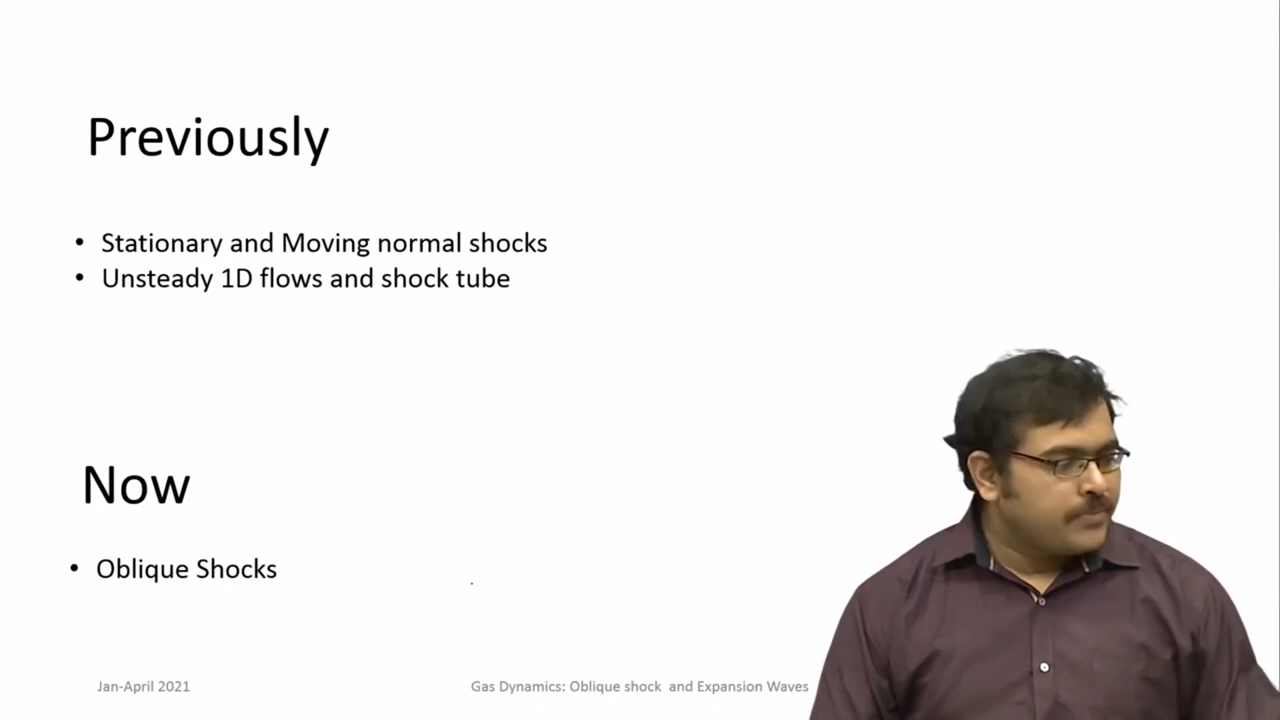 Previously
• Stationary and Moving normal shocks
• Unsteady 1D flows and shock tube
Now
• Oblique Shocks
Jan-April 2021
Gas Dynamics: Oblique shock and Expansion Waves